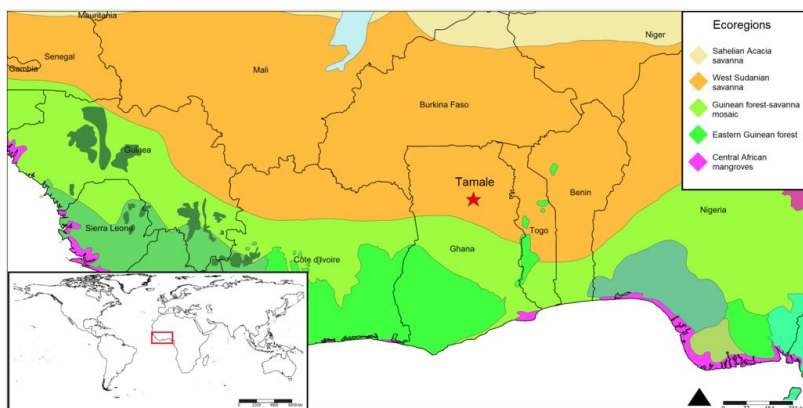 Mauritania
Niger
Senegal
Gambia
Mali
Burkina Faso
Guinea
Tamale
Benin
Togo
Nigeria
Sierra Leone
Côte d'Ivoire
Ghana
Ecoregions
Sahelian Acacia
savanna
West Sudanian
savanna
Guinean forest-savanna
mosaic
Eastern Guinean forest
Central African
mangroves